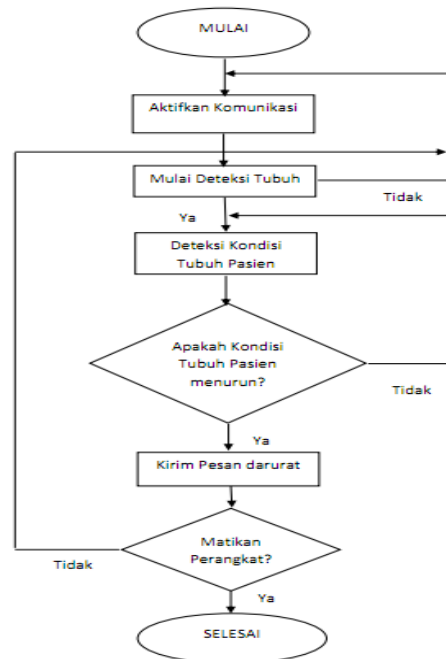 MULAI
Aktifkan Komunikasi
Mulai Deteksi Tubuh
Tidak
Ya
Deteksi Kondisi
Tubuh Pasien
Apakah Kondisi
Tubuh Pasien
menurun?
Tidak
Ya
Kirim Pesan darurat
Matikan
Perangkat?
Tidak
Ya
SELESAI